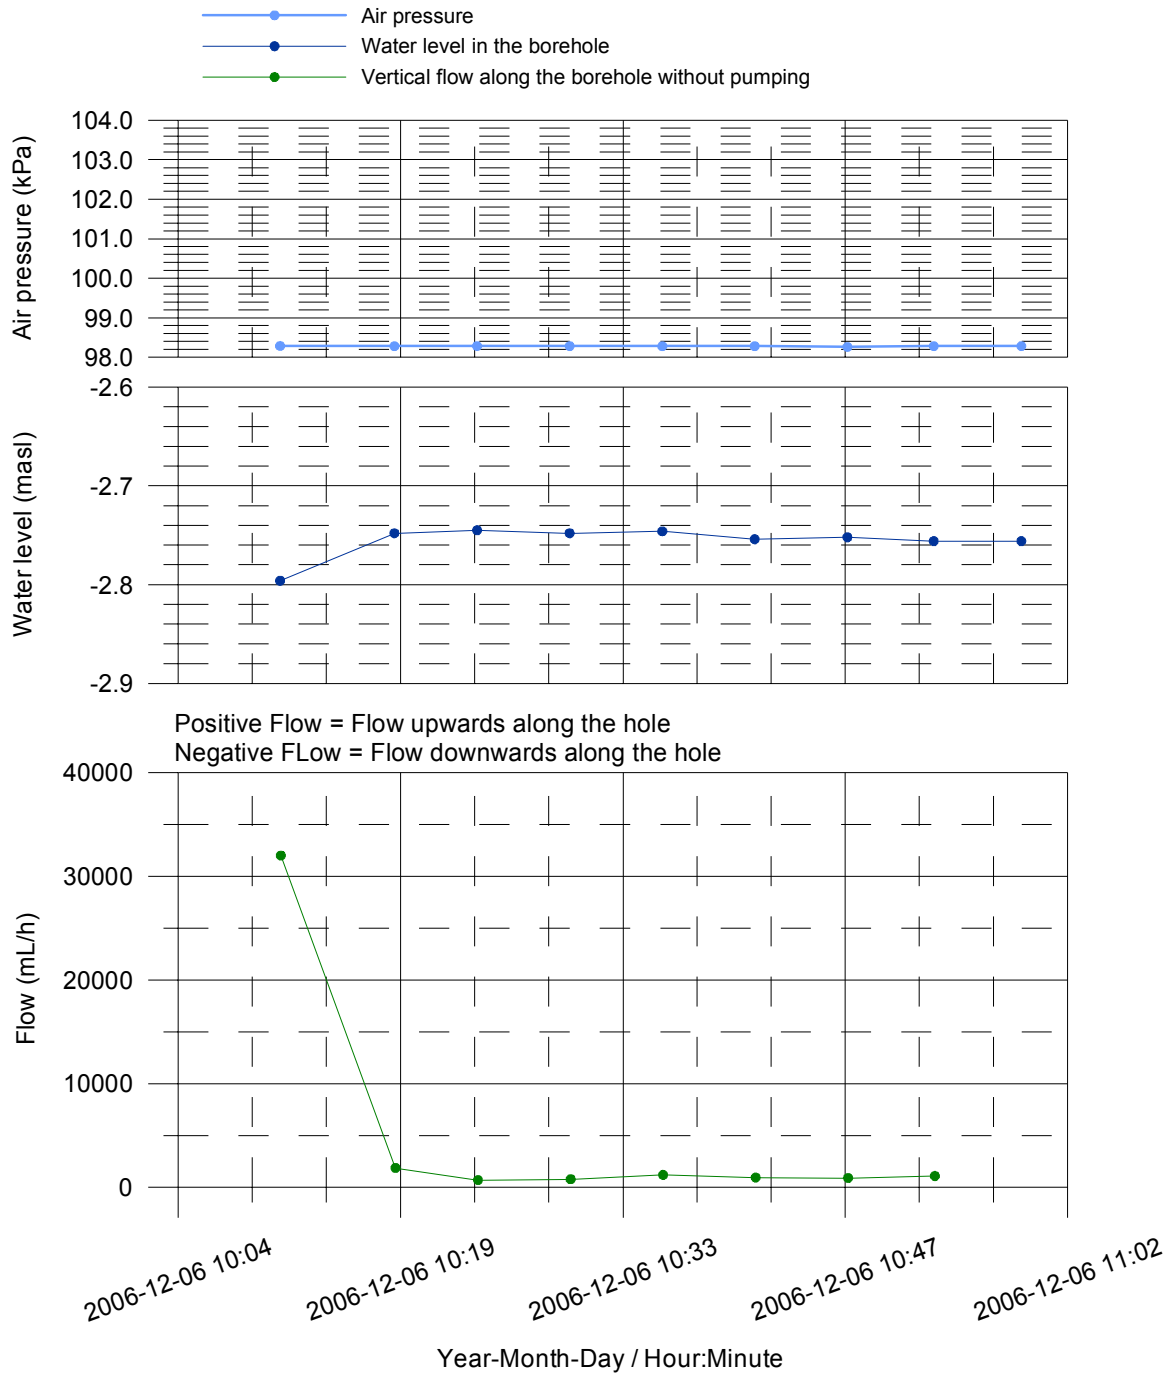 Air pressure
Water level in the borehole
Vertical flow along the borehole without pumping
104.0
103.0
102.0
101.0
100.0
99.0
98.0
Air pressure (kPa)
-2.6
-2.7
-2.8
-2.9
Water level (masl)
Positive Flow = Flow upwards along the hole
Negative FLow = Flow downwards along the hole
40000
30000
20000
10000
0
Flow (mL/h)
2006-12-06 10:04
2006-12-06 10:19
2006-12-06 10:33
2006-12-06 10:47
2006-12-06 11:02
Year-Month-Day / Hour:Minute